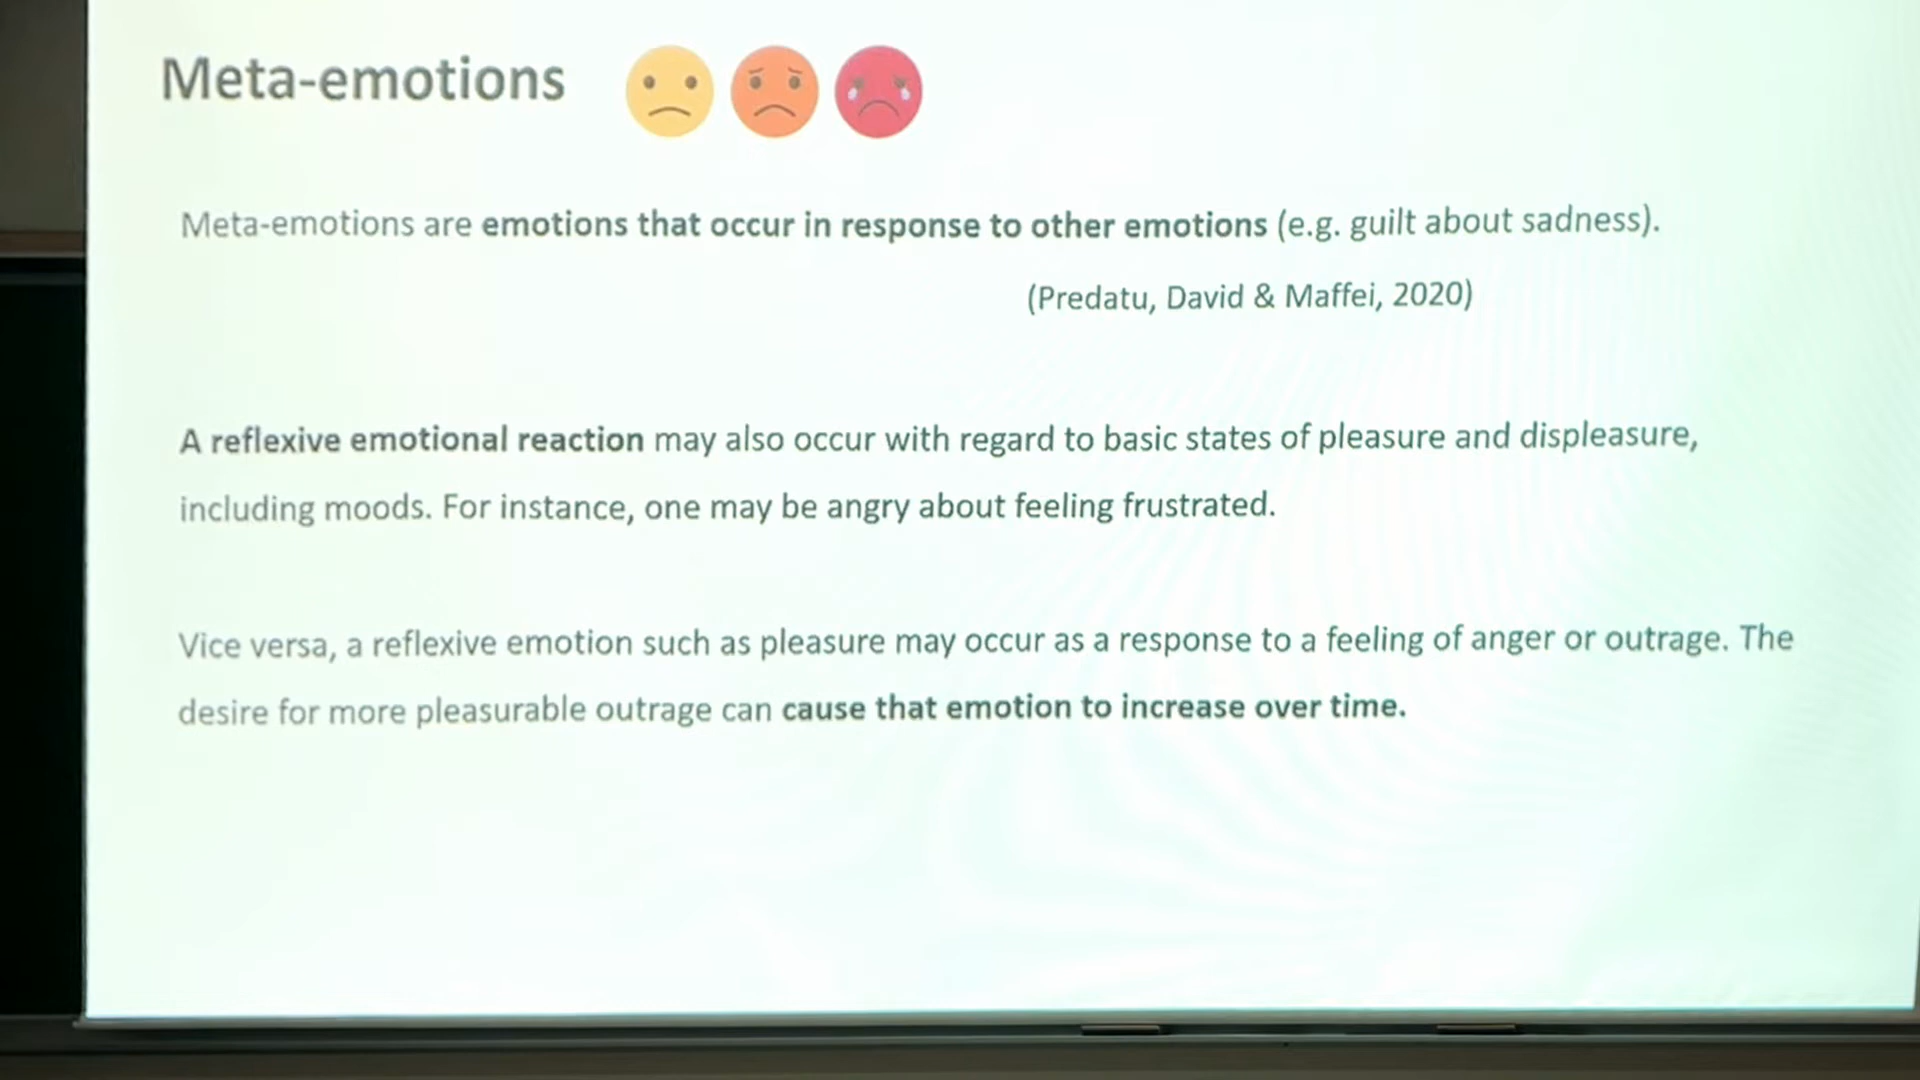 Meta-emotions
Meta-emotions are emotions that occur in response to other emotions (e.g. guilt about sadness).
(Predatu, David & Maffei, 2020)
A reflexive emotional reaction may also occur with regard to basic states of pleasure and displeasure,
including moods. For instance, one may be angry about feeling frustrated.
Vice versa, a reflexive emotion such as pleasure may occur as a response to a feeling of anger or outrage. The
desire for more pleasurable outrage can cause that emotion to increase over time.